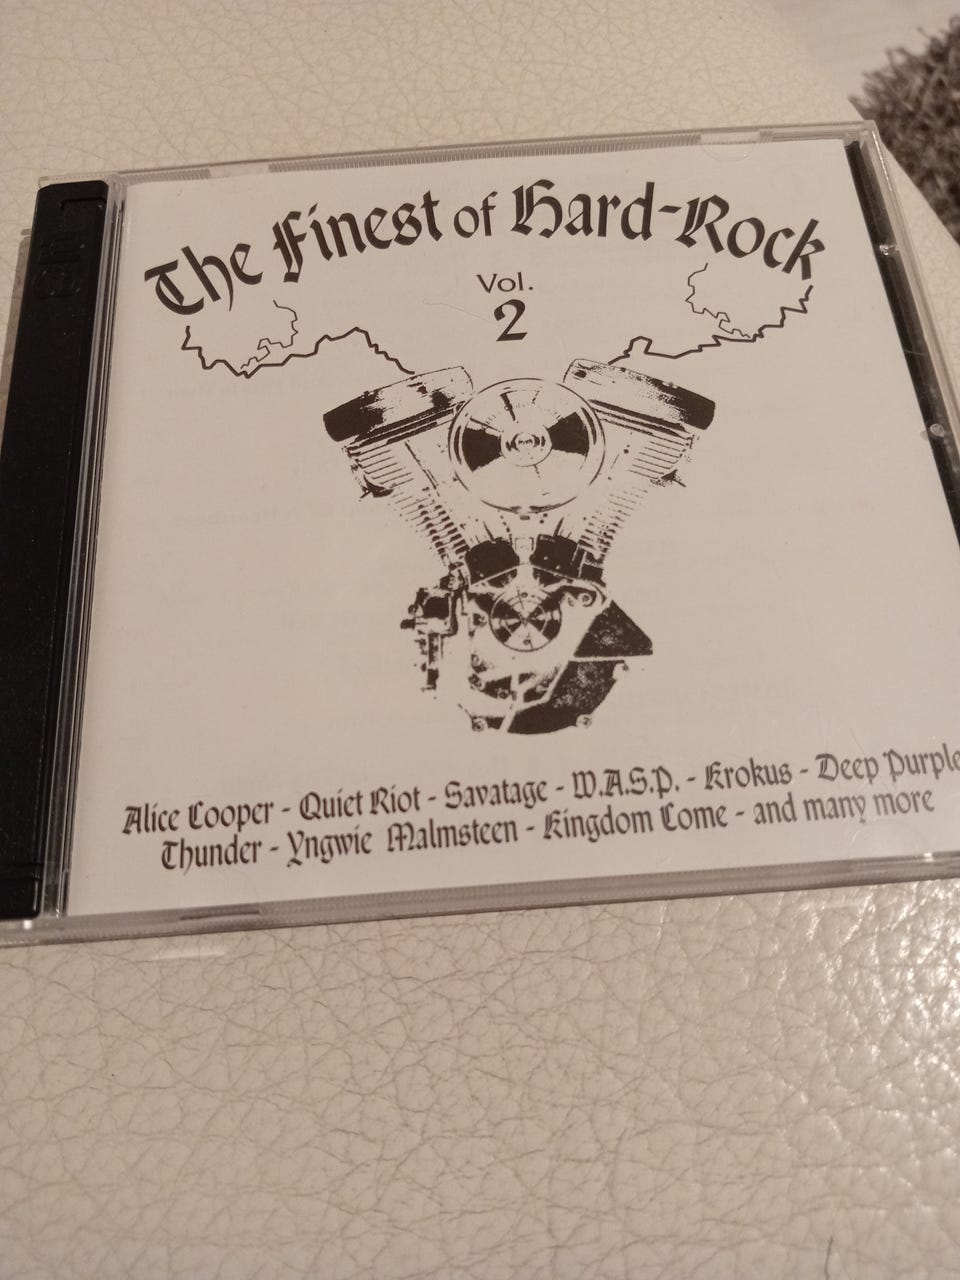 The Finest of Hard-Rock
Vol.
2
Alice Cooper - Quiet Riot - Savatage - W.A.S.P. - Krokus - Deep Purple
Thunder - Yngwie Malmsteen - Kingdom Come - and many more